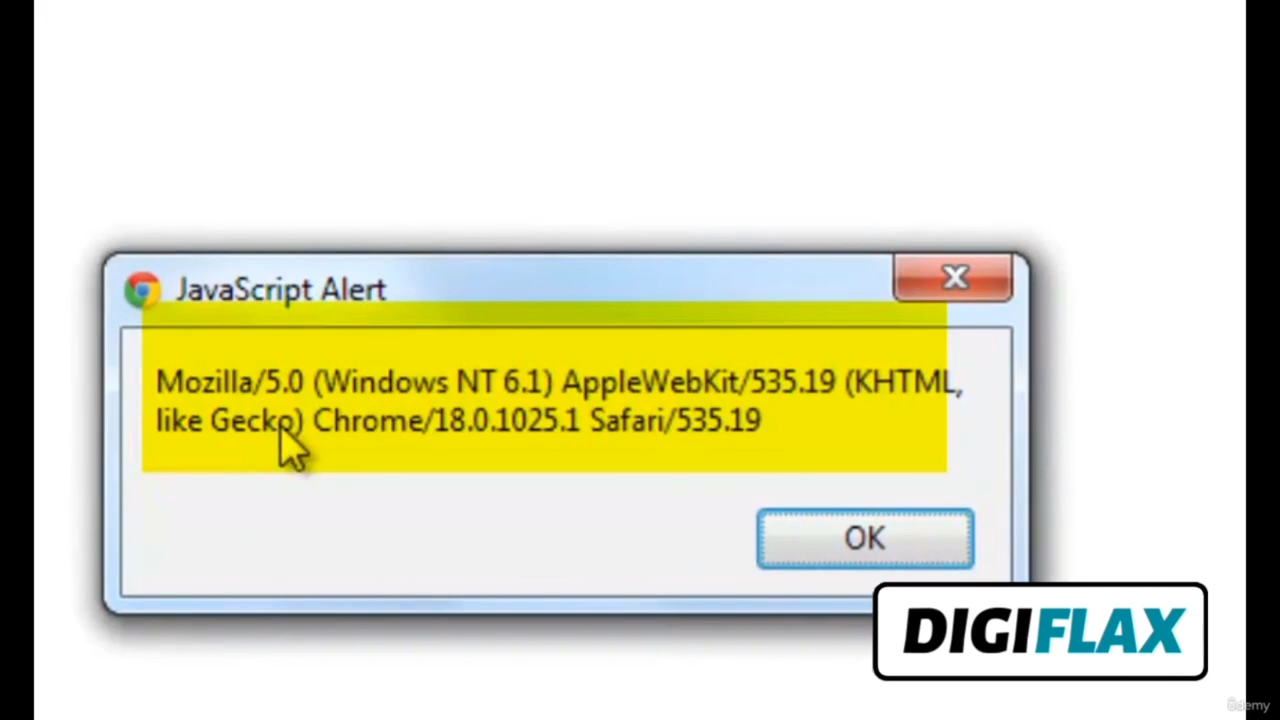 JavaScript Alert
X
Mozilla/5.0 (Windows NT 6.1) AppleWebKit/535.19 (KHTML,
like Gecko) Chrome/18.0.1025.1 Safari/535.19
OK
DIGIFLAX
ûdemy